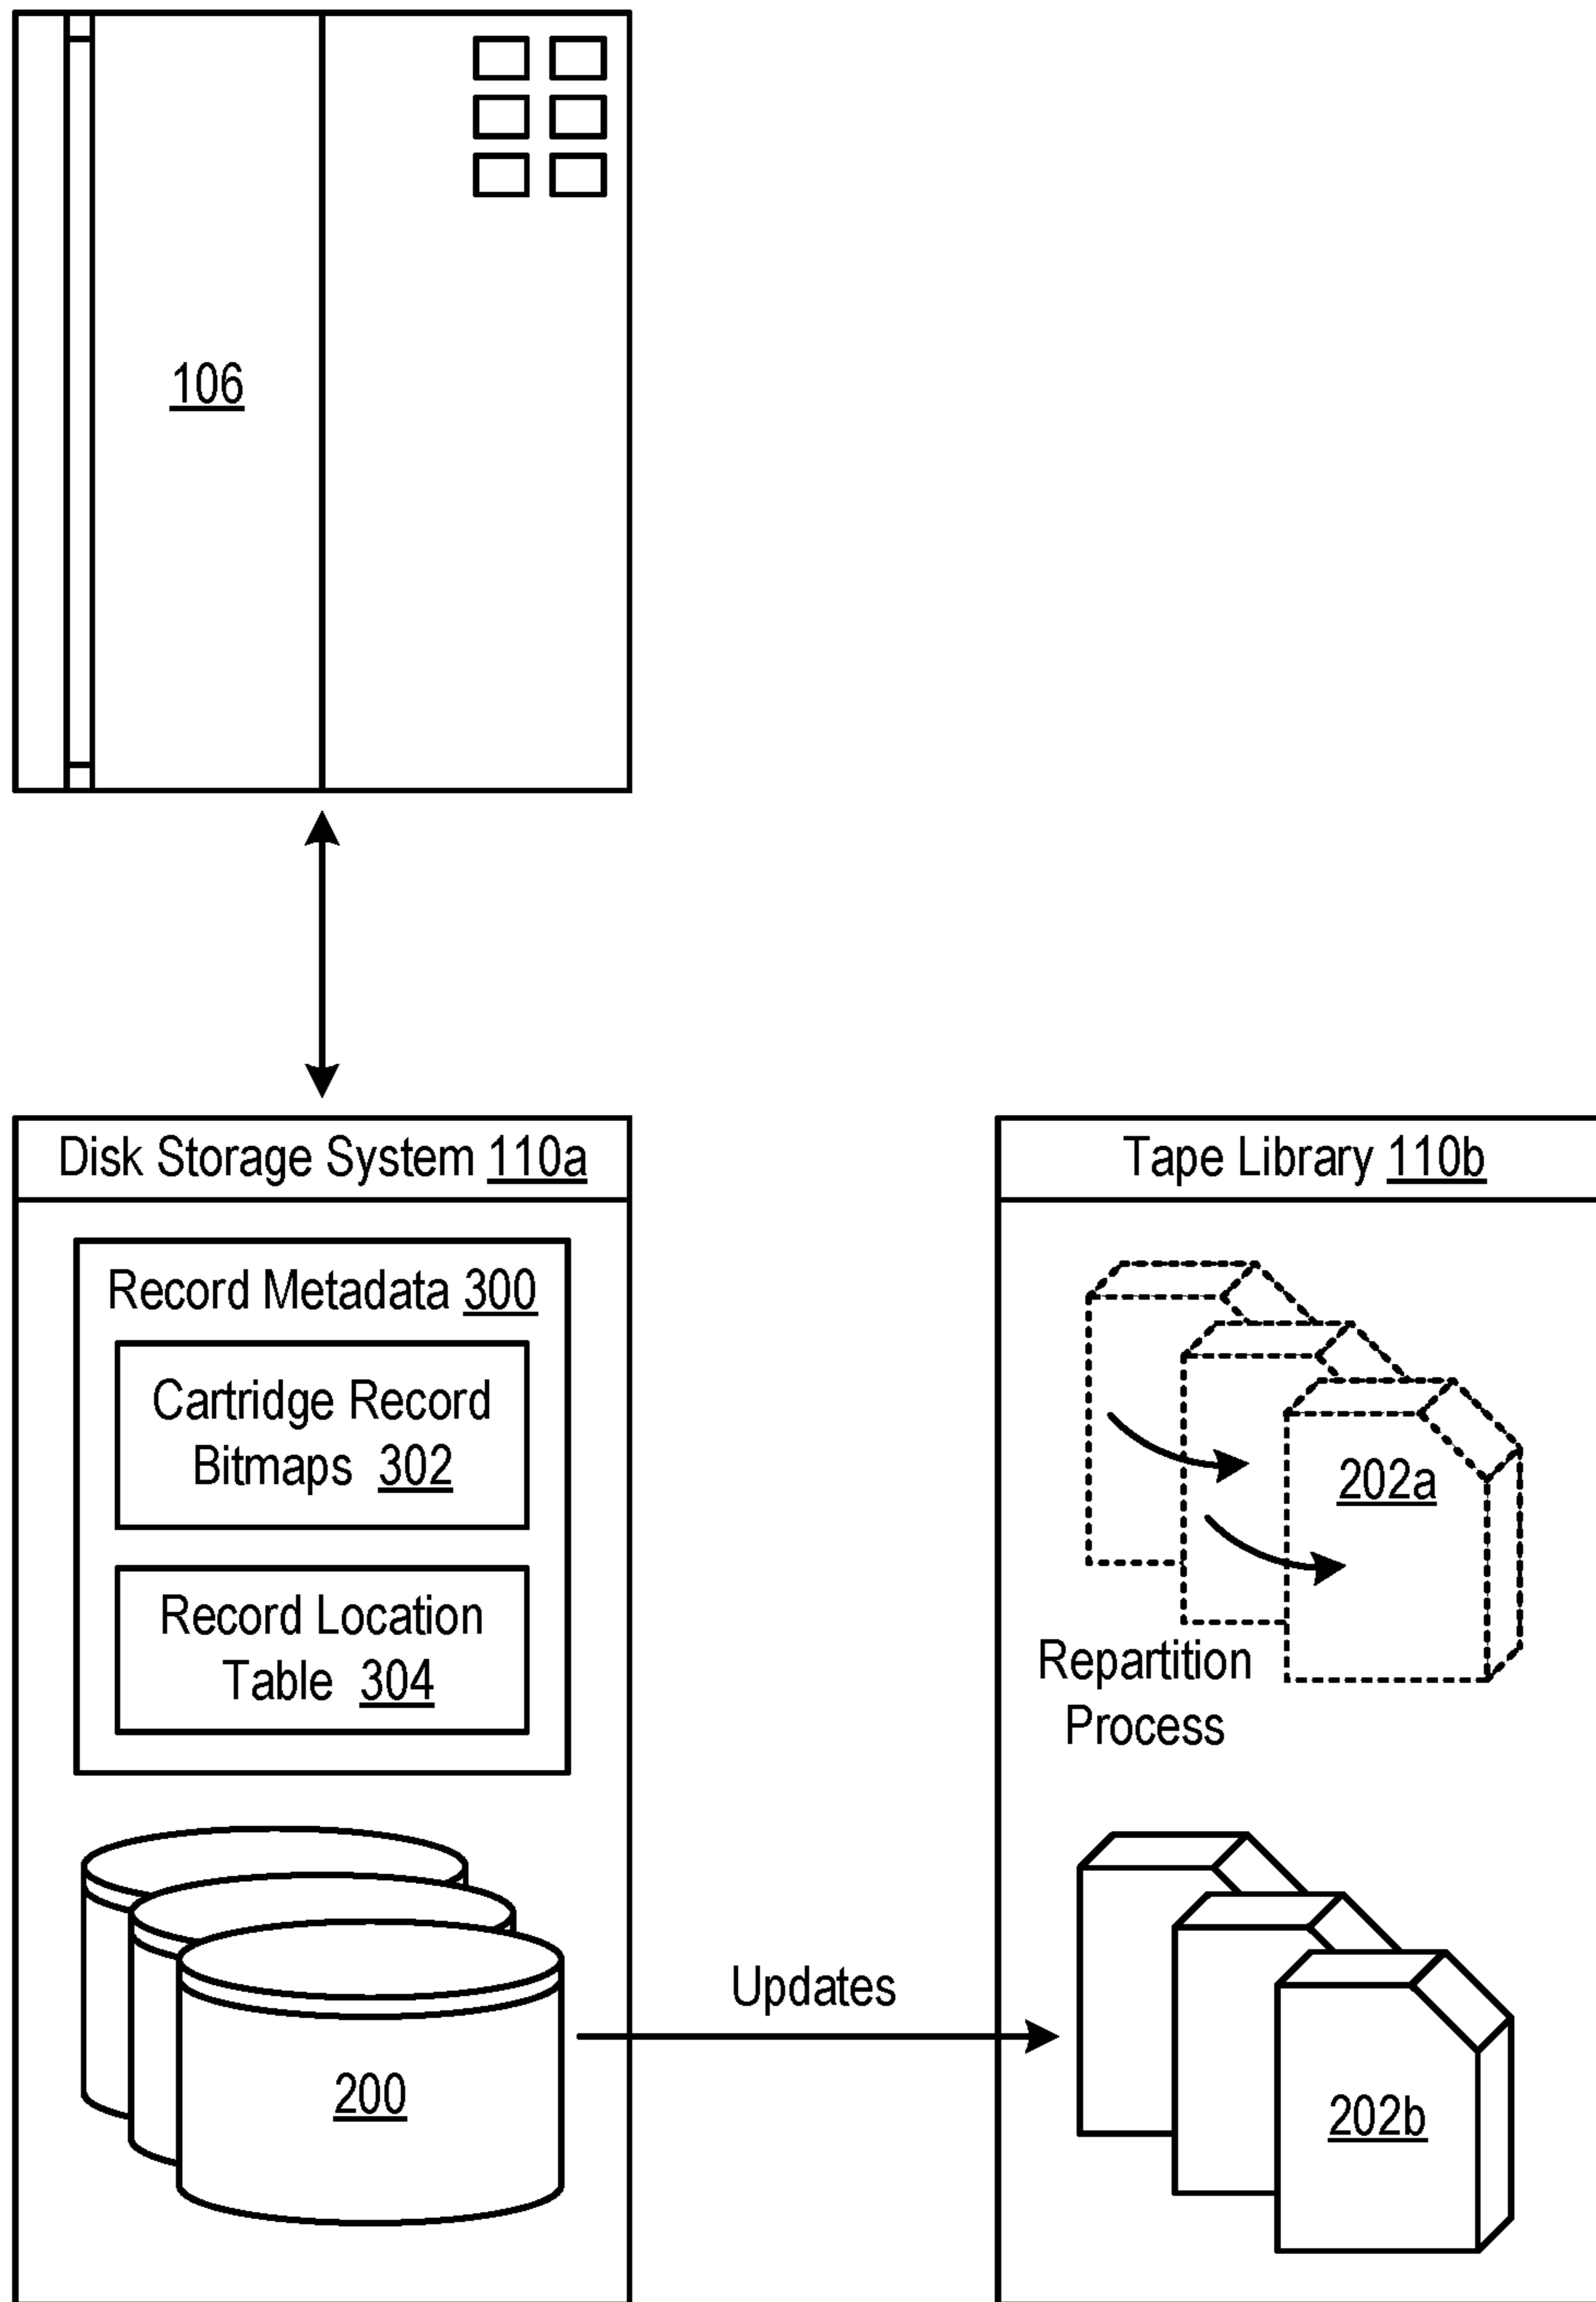 106
Disk Storage System 110a
Record Metadata 300
Cartridge Record
Bitmaps 302
Record Location
Table 304
200
Updates
Tape Library 110b
202a
Repartition
Process
202b